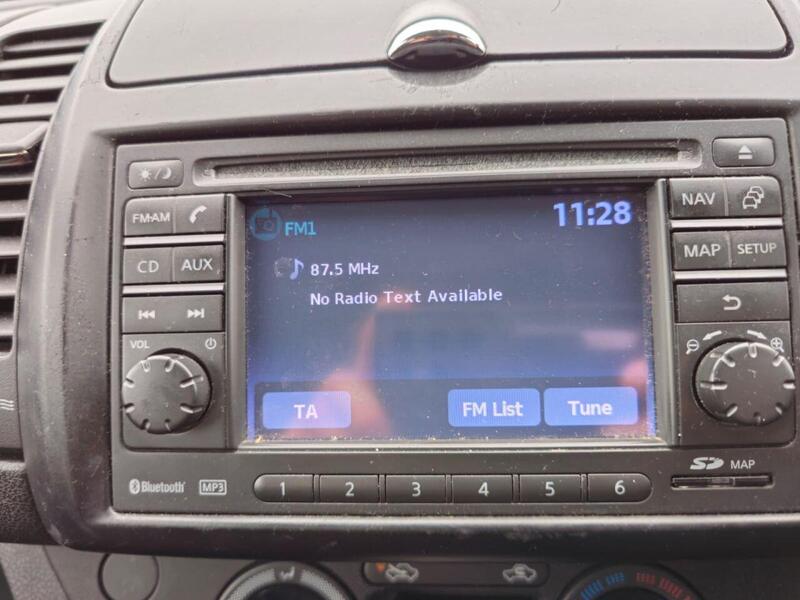 FM·AM
CD AUX
VOL
Bluetooth MP3
FM1 11:28
87.5 MHz
No Radio Text Available
TA FM List Tune
1 2 3 4 5 6
NAV
MAP SETUP
SD MAP